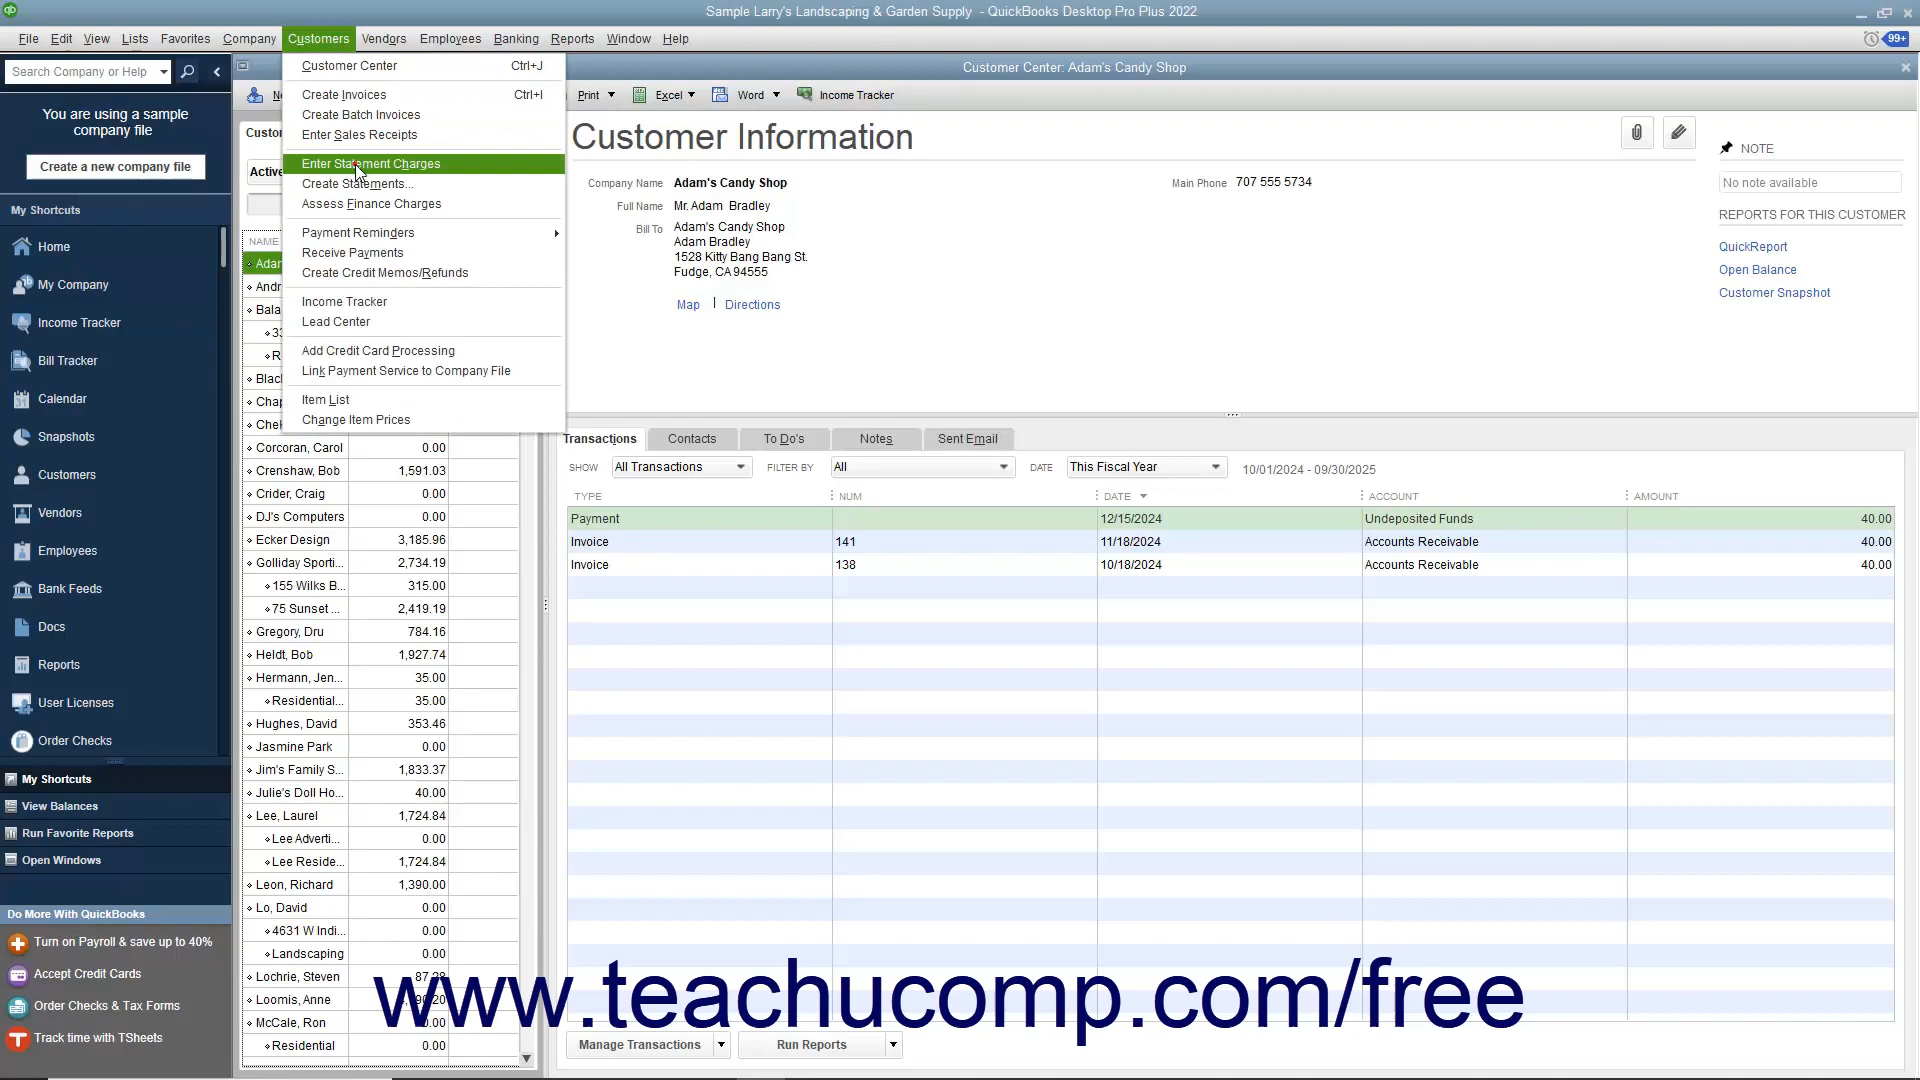 Sample Larry's Landscaping & Garden Supply - QuickBooks Desktop Pro Plus 2022
File Edit View Lists Favorites Company Customers Vendors Employees Banking Reports Window Help
99+
Search Company or Help
Customer Center: Adam's Candy Shop
You are using a sample
company file
Create a new company file
My Shortcuts
Home
My Company
Income Tracker
Bill Tracker
Calendar
Snapshots
Customers
Vendors
Employees
Bank Feeds
Docs
Reports
User Licenses
Order Checks
My Shortcuts
View Balances
Run Favorite Reports
Open Windows
Do More With QuickBooks
Turn on Payroll & save up to 40%
Accept Credit Cards
Order Checks & Tax Forms
Track time with TSheets
Customer Center Ctrl+J
Create Invoices Ctrl+I
Create Batch Invoices
Enter Sales Receipts
Enter Statement Charges
Create Statements...
Assess Finance Charges
Payment Reminders
Receive Payments
Create Credit Memos/Refunds
Income Tracker
Lead Center
Add Credit Card Processing
Link Payment Service to Company File
Item List
Change Item Prices
Print Excel Word Income Tracker
Active
NAME
Corcoran, Carol 0.00
Crenshaw, Bob 1,591.03
Crider, Craig 0.00
DJ's Computers 0.00
Ecker Design 3,185.96
Golliday Sporti... 2,734.19
155 Wilks B... 315.00
75 Sunset ... 2,419.19
Gregory, Dru 784.16
Heldt, Bob 1,927.74
Hermann, Jen... 35.00
Residential... 35.00
Hughes, David 353.46
Jasmine Park 0.00
Jim's Family S... 1,833.37
Julie's Doll Ho... 40.00
Lee, Laurel 1,724.84
Lee Adverti... 0.00
Lee Reside... 1,724.84
Leon, Richard 1,390.00
Lo, David 0.00
4631 W Indi... 0.00
Landscaping 0.00
Lochrie, Steven 87.28
Loomis, Anne
McCale, Ron 0.00
Residential 0.00
Customer Information
Company Name Adam's Candy Shop
Full Name Mr. Adam Bradley
Bill To Adam's Candy Shop
Adam Bradley
1528 Kitty Bang Bang St.
Fudge, CA 94555
Map | Directions
Main Phone 707 555 5734
NOTE
No note available
REPORTS FOR THIS CUSTOMER
QuickReport
Open Balance
Customer Snapshot
Transactions Contacts To Do's Notes Sent Email
SHOW All Transactions FILTER BY All DATE This Fiscal Year 10/01/2024 - 09/30/2025
TYPE NUM DATE ACCOUNT AMOUNT
Payment 12/15/2024 Undeposited Funds 40.00
Invoice 141 11/18/2024 Accounts Receivable 40.00
Invoice 138 10/18/2024 Accounts Receivable 40.00
www.teachucomp.com/free
Manage Transactions Run Reports